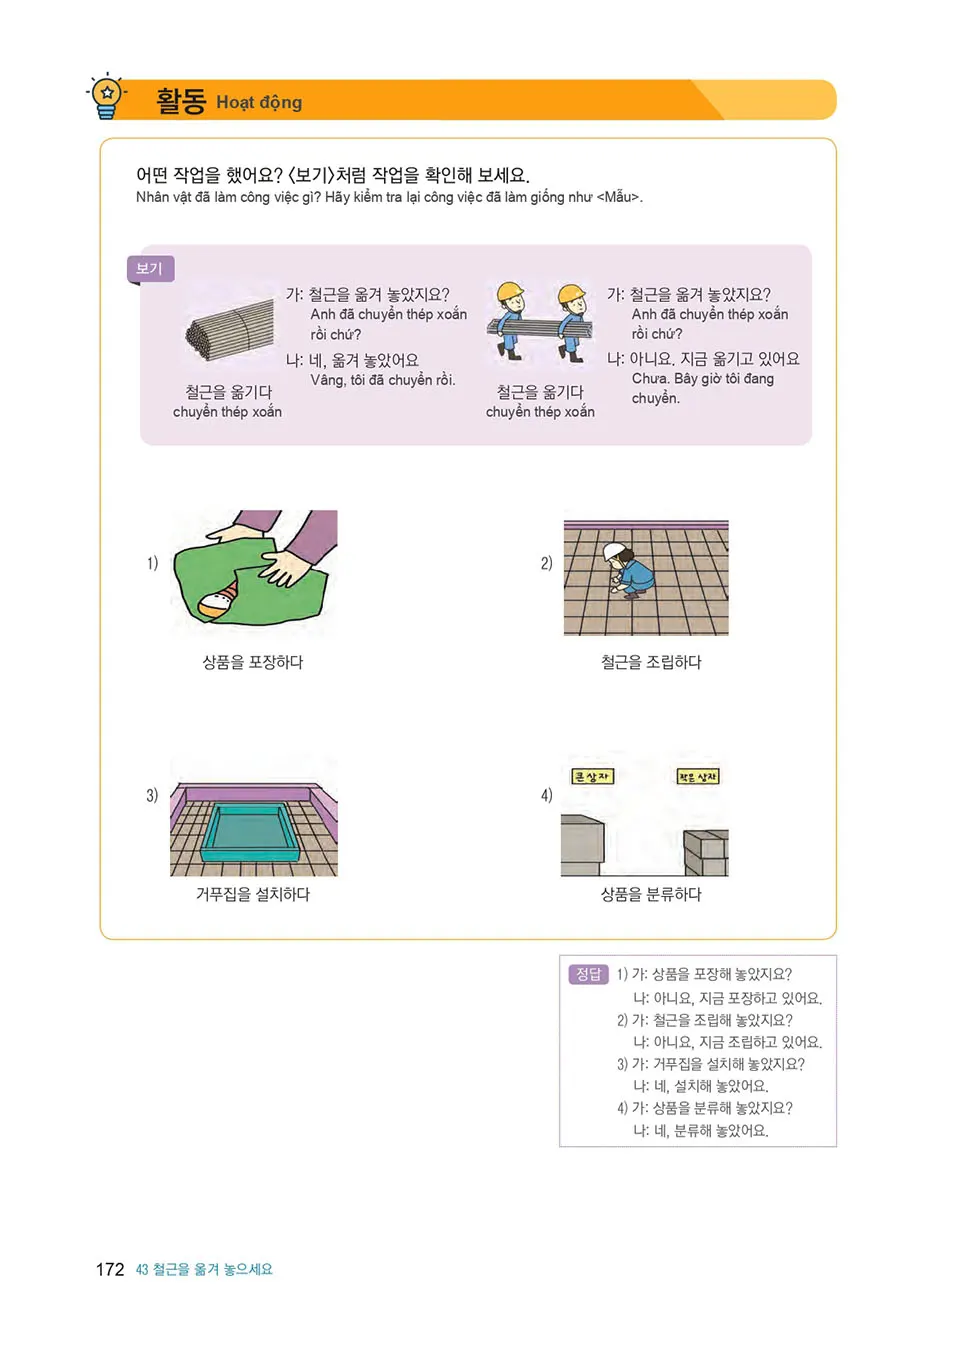 활동 Hoạt động
어떤 작업을 했어요? 〈보기〉처럼 작업을 확인해 보세요.
Nhân vật đã làm công việc gì? Hãy kiểm tra lại công việc đã làm giống như <Mẫu>.
보기
가: 철근을 옮겨 놓았지요?
Anh đã chuyển thép xoắn
rồi chứ?
나: 네, 옮겨 놓았어요
Vâng, tôi đã chuyển rồi.
철근을 옮기다
chuyển thép xoắn
가: 철근을 옮겨 놓았지요?
Anh đã chuyển thép xoắn
rồi chứ?
나: 아니요. 지금 옮기고 있어요
Chưa. Bây giờ tôi đang
chuyển.
철근을 옮기다
chuyển thép xoắn
1)
상품을 포장하다
2)
철근을 조립하다
3)
거푸집을 설치하다
4)
큰 상자
작은 상자
상품을 분류하다
정답 1) 가: 상품을 포장해 놓았지요?
나: 아니요, 지금 포장하고 있어요.
2) 가: 철근을 조립해 놓았지요?
나: 아니요, 지금 조립하고 있어요.
3) 가: 거푸집을 설치해 놓았지요?
나: 네, 설치해 놓았어요.
4) 가: 상품을 분류해 놓았지요?
나: 네, 분류해 놓았어요.
172 43 철근을 옮겨 놓으세요